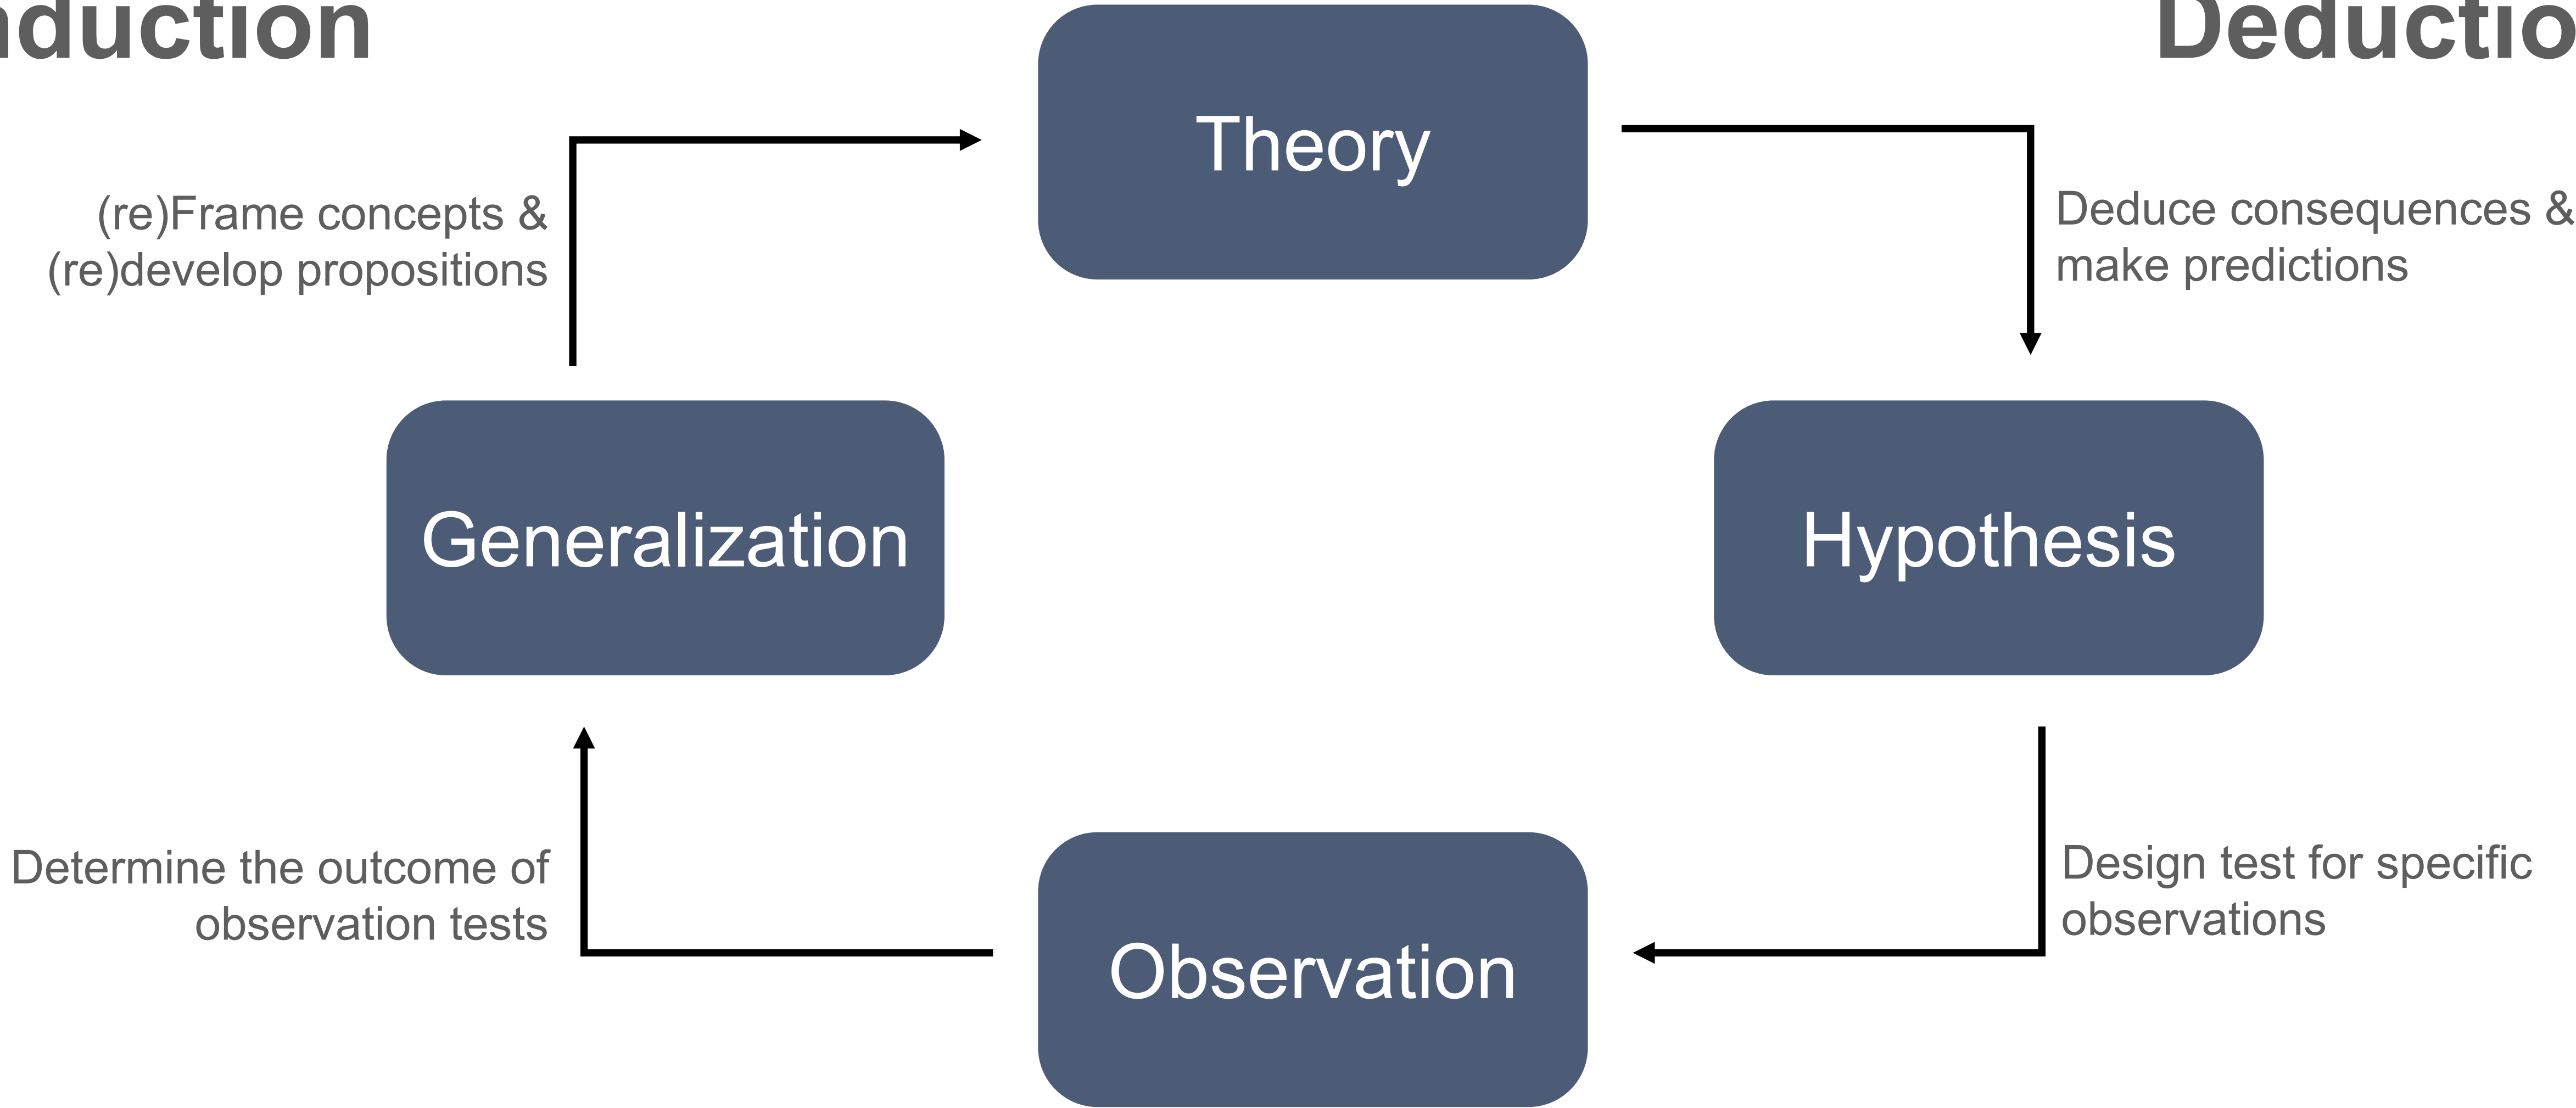 nduction
Deductio
Theory
(re)Frame concepts &
(re)develop propositions
Deduce consequences &
make predictions
Generalization
Hypothesis
Determine the outcome of
observation tests
Design test for specific
observations
Observation